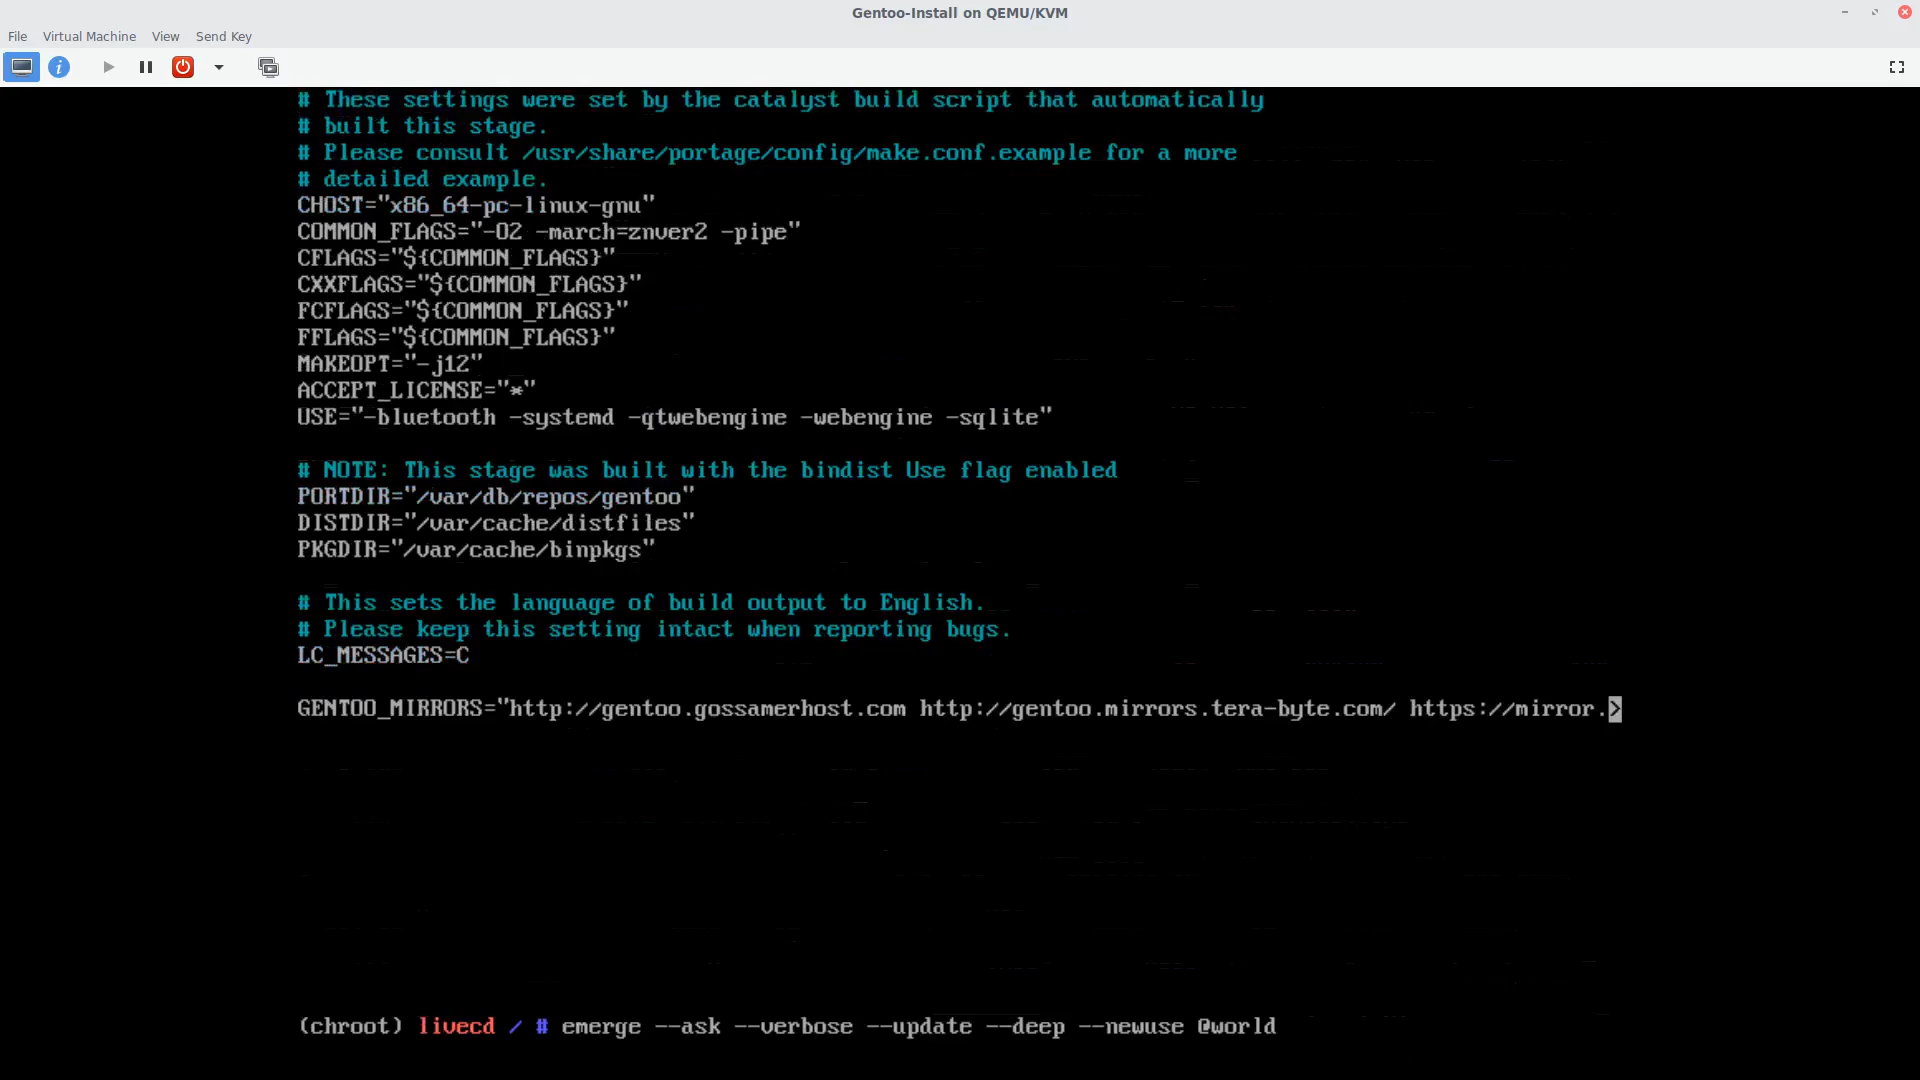 Gentoo-Install on QEMU/KVM
File Virtual Machine View Send Key
# These settings were set by the catalyst build script that automatically
# built this stage.
# Please consult /usr/share/portage/config/make.conf.example for a more
# detailed example.
CHOST="x86_64-pc-linux-gnu"
COMMON_FLAGS="-O2 -march=znver2 -pipe"
CFLAGS="${COMMON_FLAGS}"
CXXFLAGS="${COMMON_FLAGS}"
FCFLAGS="${COMMON_FLAGS}"
FFLAGS="${COMMON_FLAGS}"
MAKEOPT="-j12"
ACCEPT_LICENSE="*"
USE="-bluetooth -systemd -qtwebengine -webengine -sqlite"
# NOTE: This stage was built with the bindist Use flag enabled
PORTDIR="/var/db/repos/gentoo"
DISTDIR="/var/cache/distfiles"
PKGDIR="/var/cache/binpkgs"
# This sets the language of build output to English.
# Please keep this setting intact when reporting bugs.
LC_MESSAGES=C
GENTOO_MIRRORS="http://gentoo.gossamerhost.com http://gentoo.mirrors.tera-byte.com/ https://mirror.>
(chroot) livecd / # emerge --ask --verbose --update --deep --newuse @world